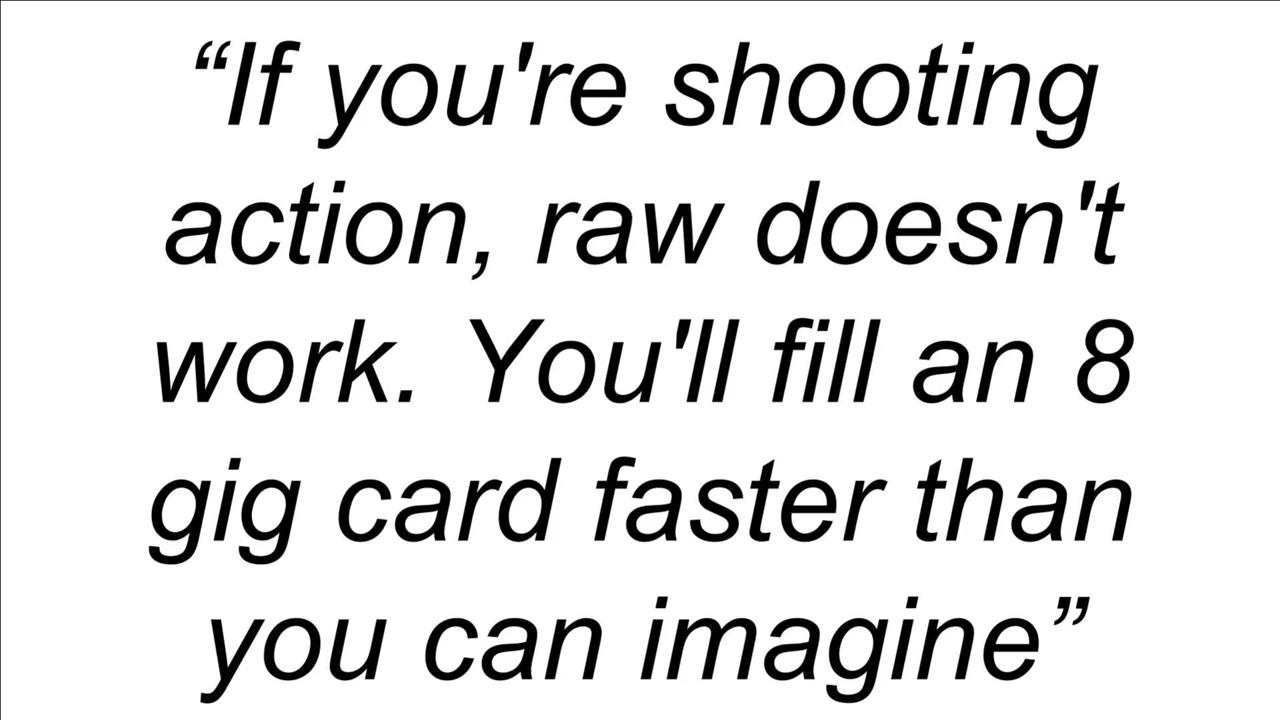 “If you're shooting
action, raw doesn't
work. You'll fill an 8
gig card faster than
you can imagine”